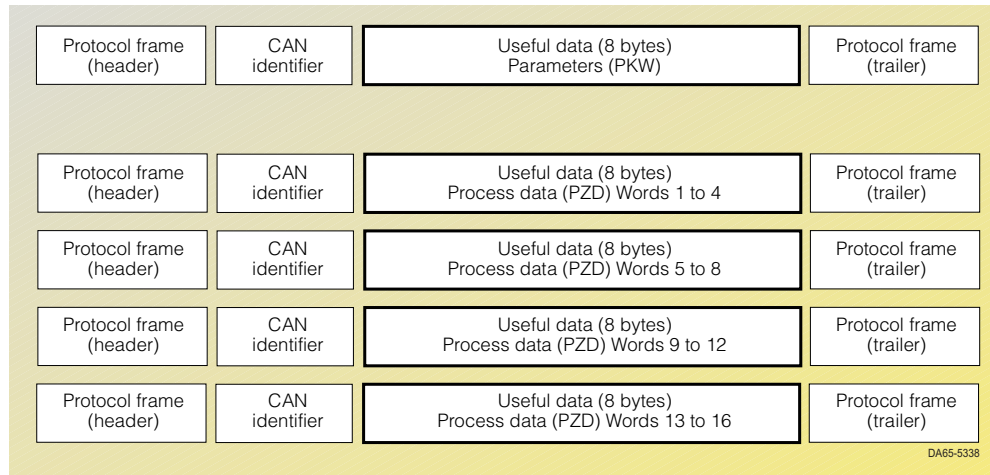 Protocol frame
(header)
CAN
identifier
Useful data (8 bytes)
Parameters (PKW)
Protocol frame
(trailer)
Protocol frame
(header)
CAN
identifier
Useful data (8 bytes)
Process data (PZD) Words 1 to 4
Protocol frame
(trailer)
Protocol frame
(header)
CAN
identifier
Useful data (8 bytes)
Process data (PZD) Words 5 to 8
Protocol frame
(trailer)
Protocol frame
(header)
CAN
identifier
Useful data (8 bytes)
Process data (PZD) Words 9 to 12
Protocol frame
(trailer)
Protocol frame
(header)
CAN
identifier
Useful data (8 bytes)
Process data (PZD) Words 13 to 16
Protocol frame
(trailer)
DA65-5338